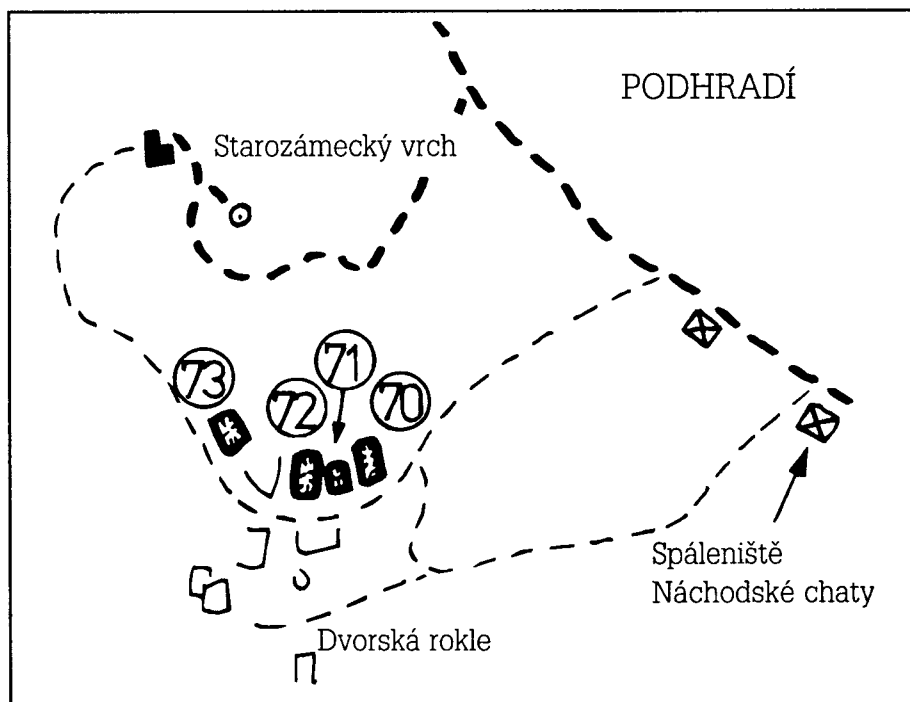 PODHRADÍ
Starozámecký vrch
71
73
72
70
Spáleniště
Náchodské chaty
Dvorská rokle